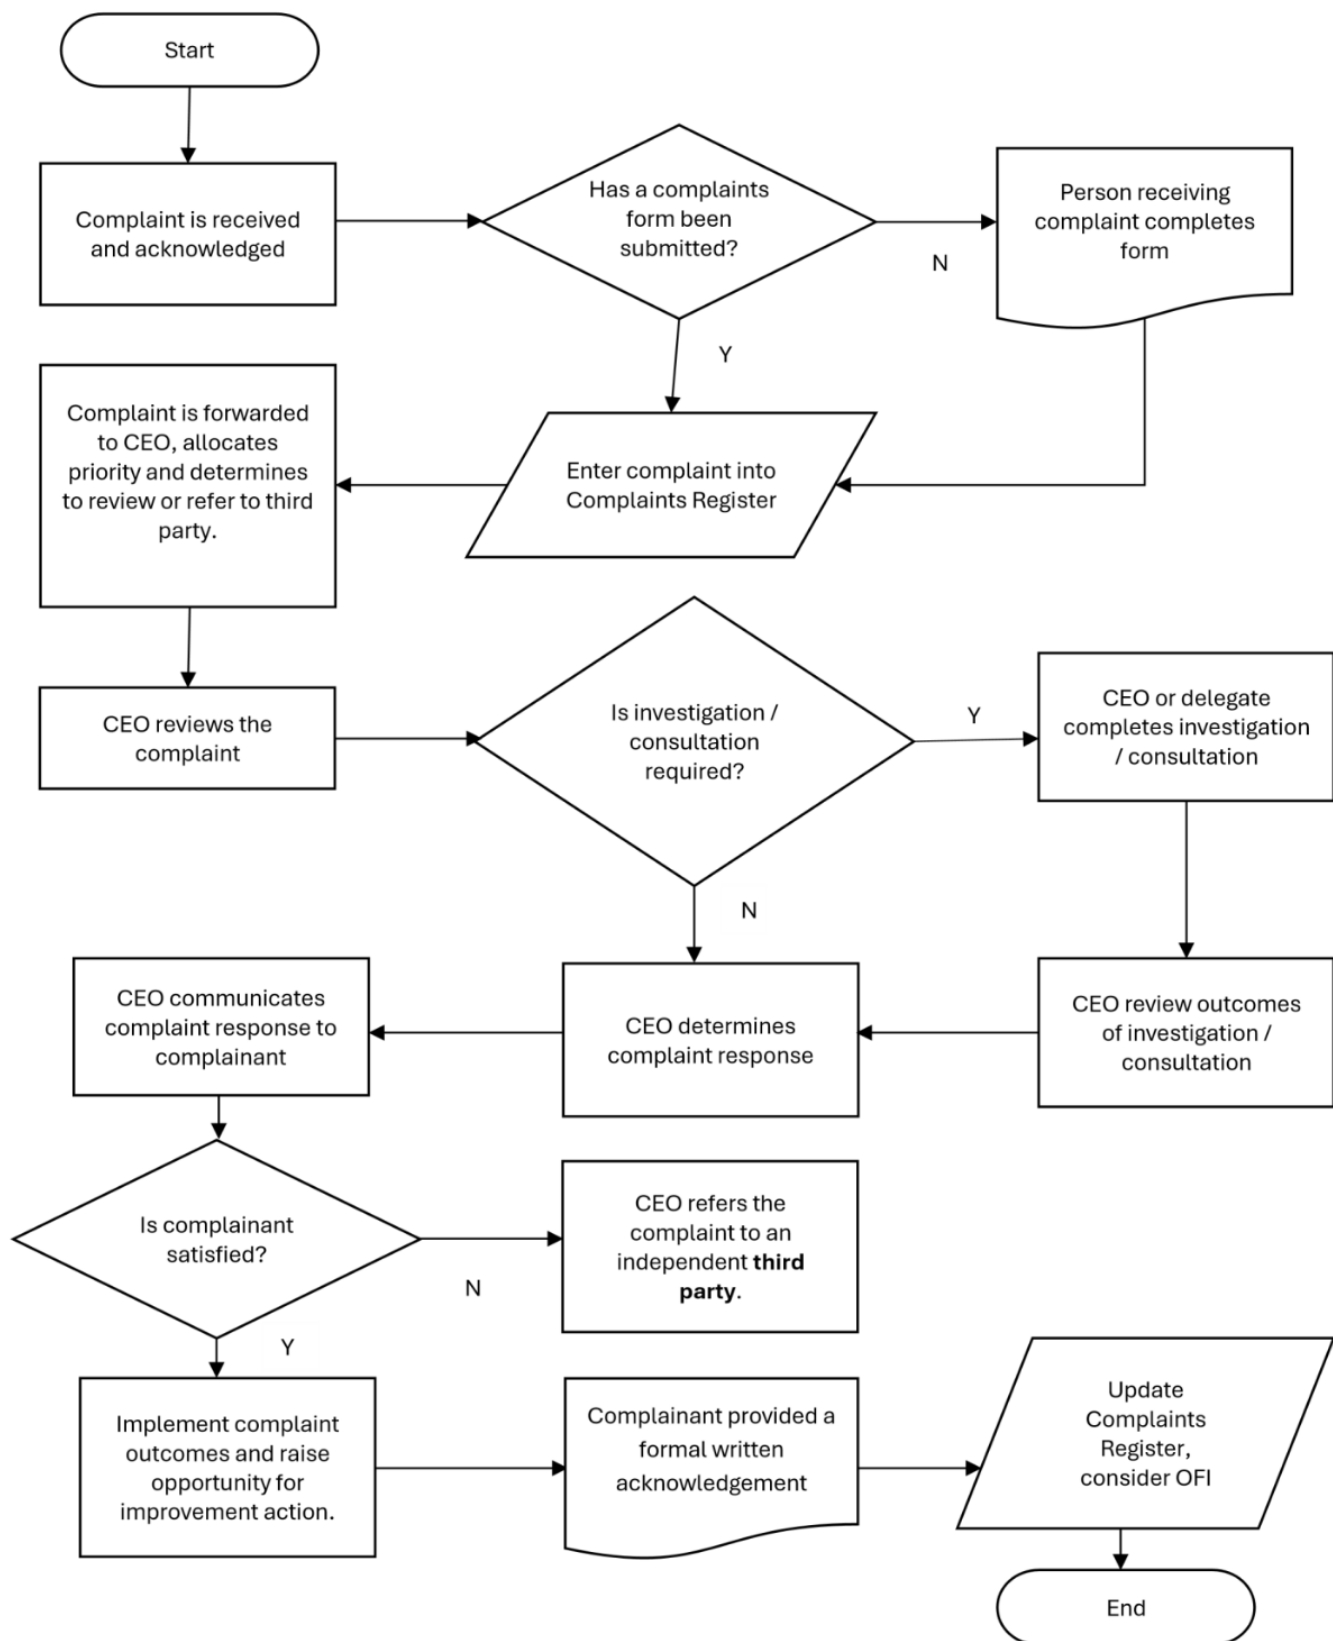 Start
Complaint is received
and acknowledged
Has a complaints
form been
submitted?
N
Person receiving
complaint completes
form
Y
Complaint is forwarded
to CEO, allocates
priority and determines
to review or refer to third
party.
Enter complaint into
Complaints Register
CEO reviews the
complaint
Is investigation /
consultation
required?
Y
CEO or delegate
completes investigation
/ consultation
N
CEO communicates
complaint response to
complainant
CEO determines
complaint response
CEO review outcomes
of investigation /
consultation
Is complainant
satisfied?
N
CEO refers the
complaint to an
independent third
party.
Y
Implement complaint
outcomes and raise
opportunity for
improvement action.
Complainant provided a
formal written
acknowledgement
Update
Complaints
Register,
consider OFI
End